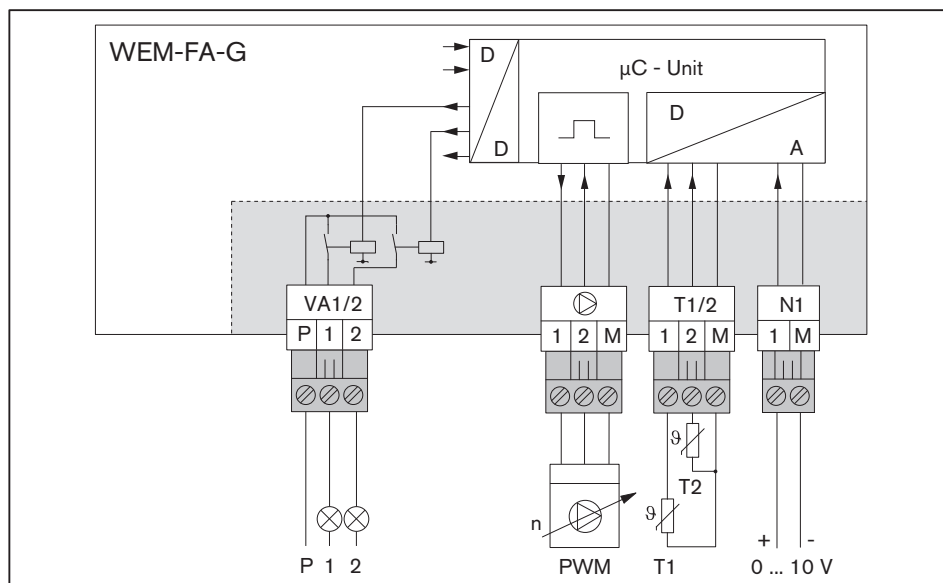 WEM-FA-G
D
D
µC - Unit
D
A
VA1/2
P 1 2
1 2 M
T1/2
1 2 M
N1
1 M
ϑ
T2
ϑ
n
+ -
P 1 2
PWM
T1
0 ... 10 V